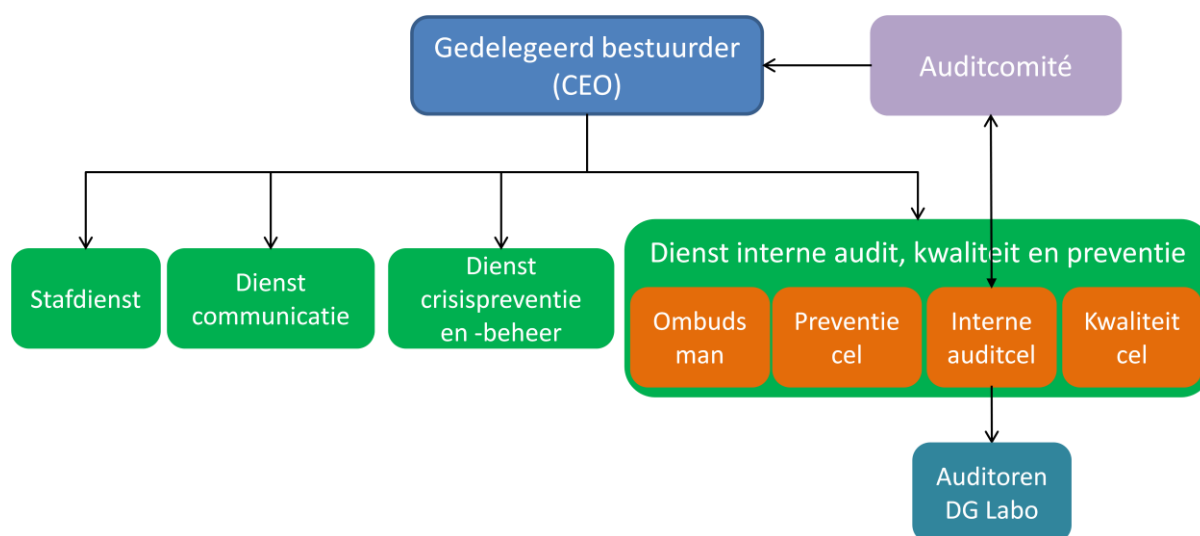 Gedelegeerd bestuurder
(CEO)
Auditcomité
Stafdienst
Dienst
communicatie
Dienst
crisispreventie
en -beheer
Dienst interne audit, kwaliteit en preventie
Ombuds
man
Preventie
cel
Interne
auditcel
Kwaliteit
cel
Auditoren
DG Labo